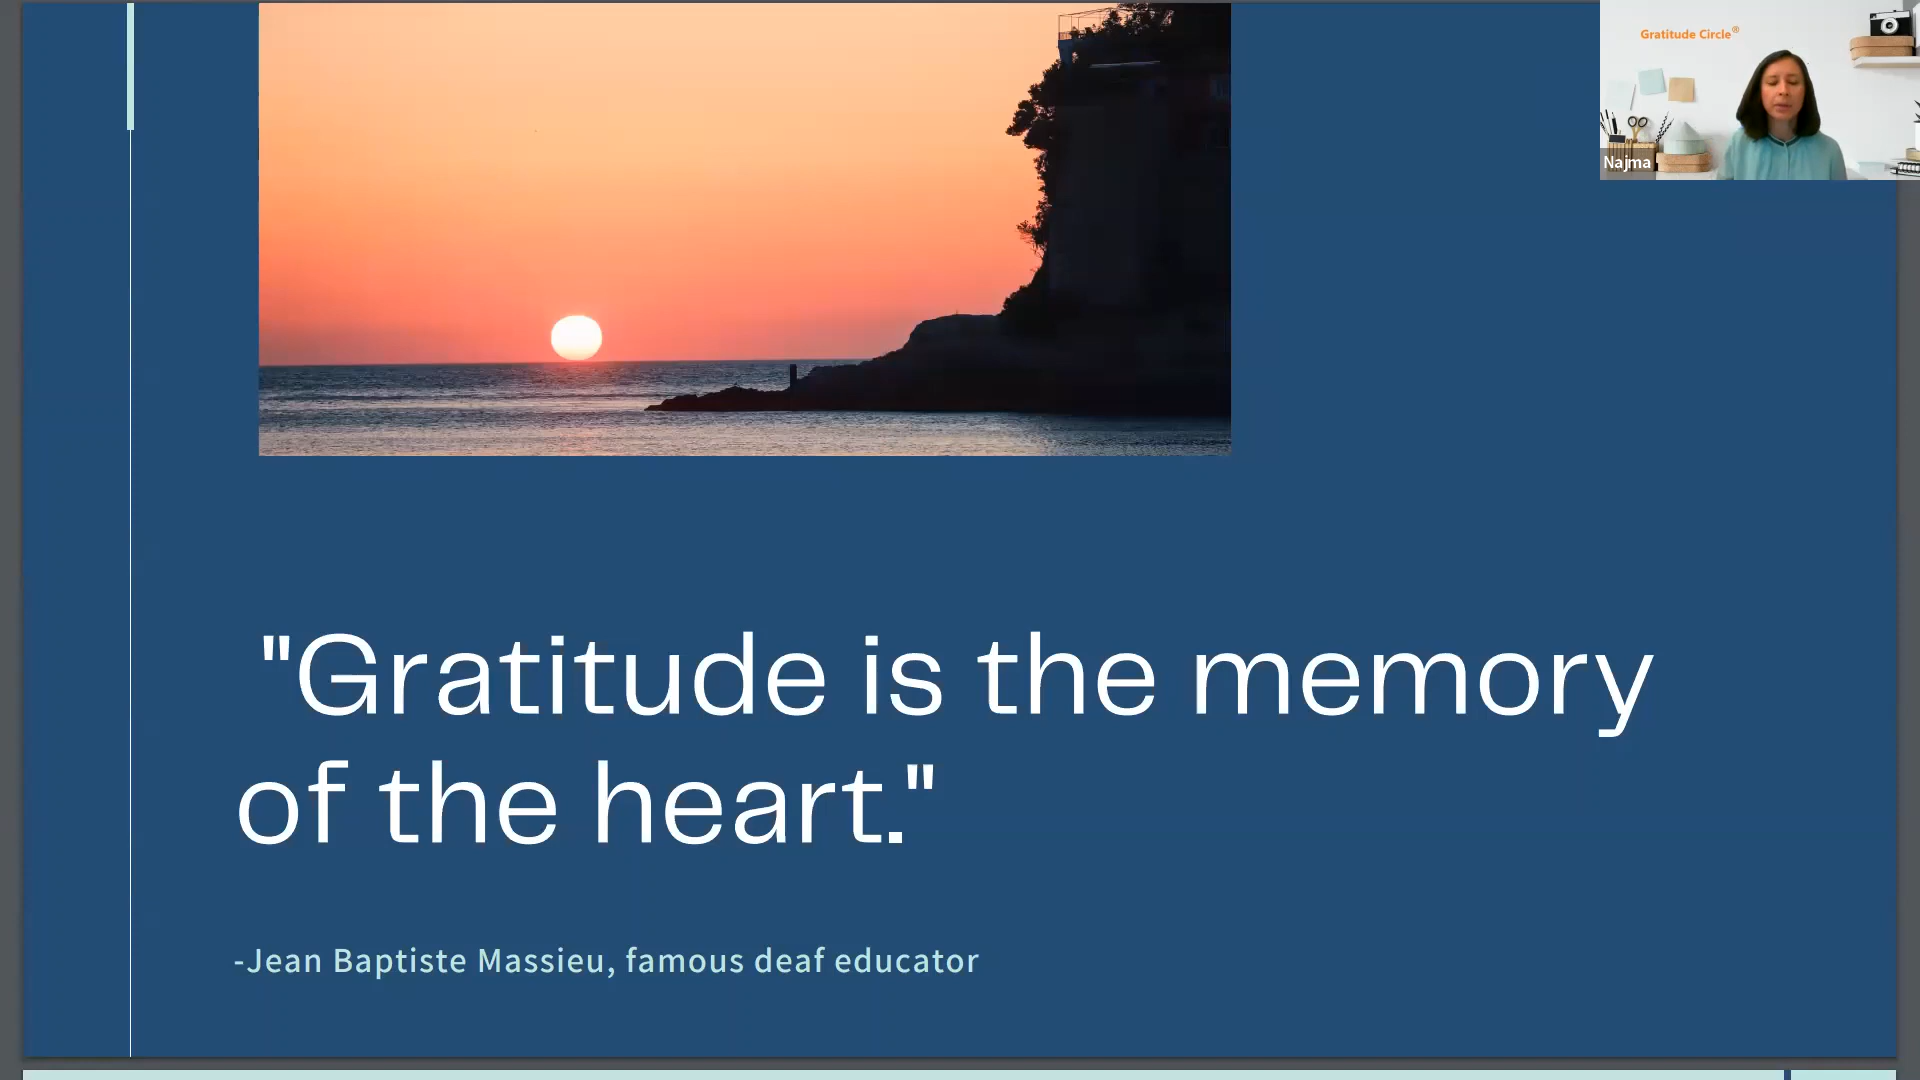 Gratitude Circle®
Najma
"Gratitude is the memory
of the heart."
-Jean Baptiste Massieu, famous deaf educator